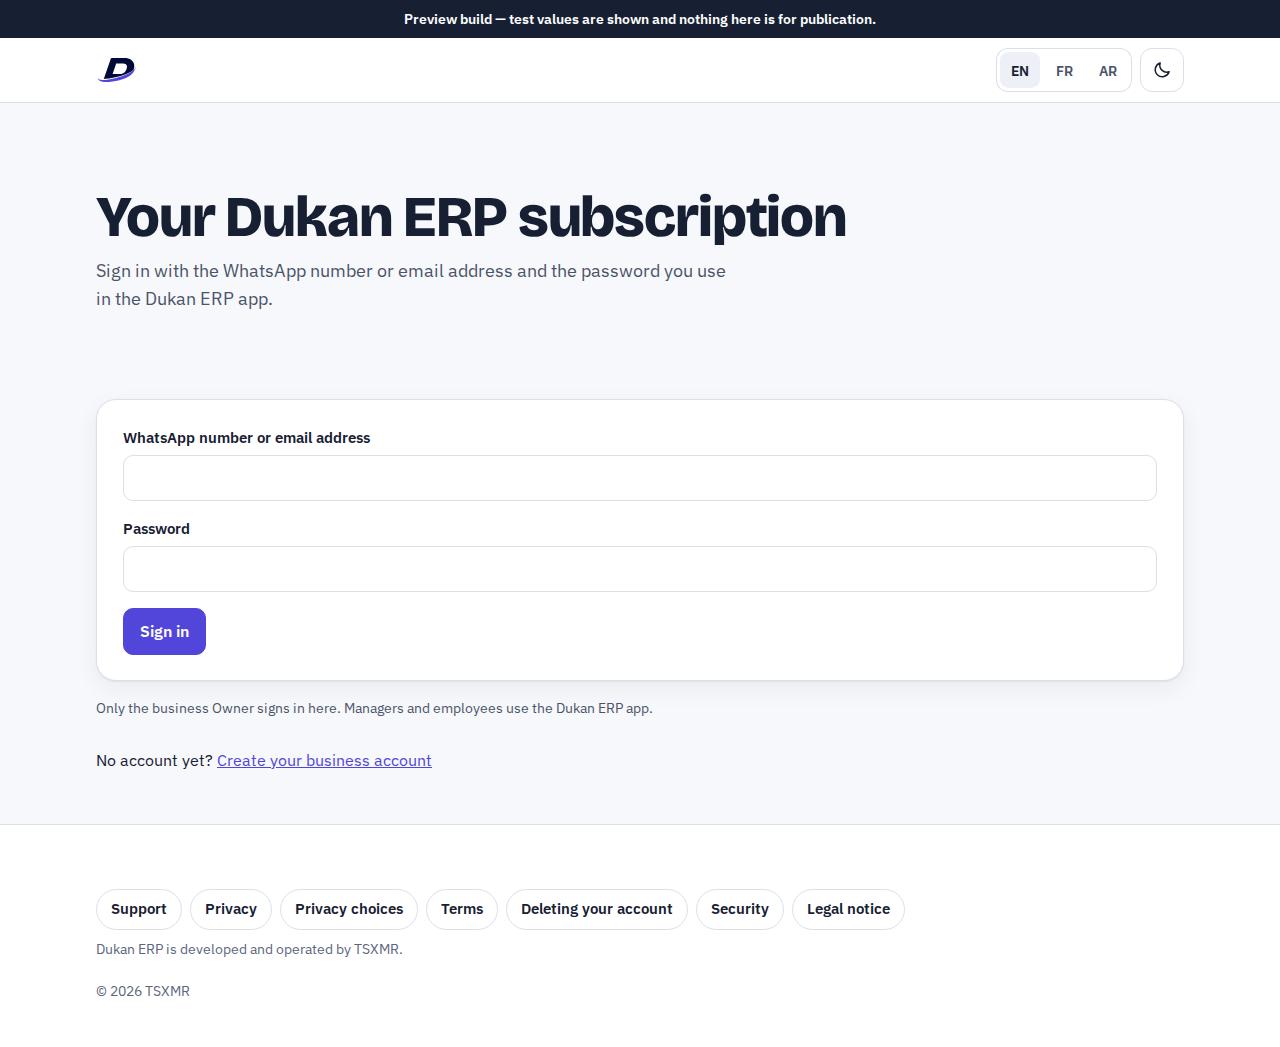 Preview build — test values are shown and nothing here is for publication.
D
EN FR AR
Your Dukan ERP subscription
Sign in with the WhatsApp number or email address and the password you use
in the Dukan ERP app.
WhatsApp number or email address
Password
Sign in
Only the business Owner signs in here. Managers and employees use the Dukan ERP app.
No account yet? Create your business account
Support Privacy Privacy choices Terms Deleting your account Security Legal notice
Dukan ERP is developed and operated by TSXMR.
© 2026 TSXMR